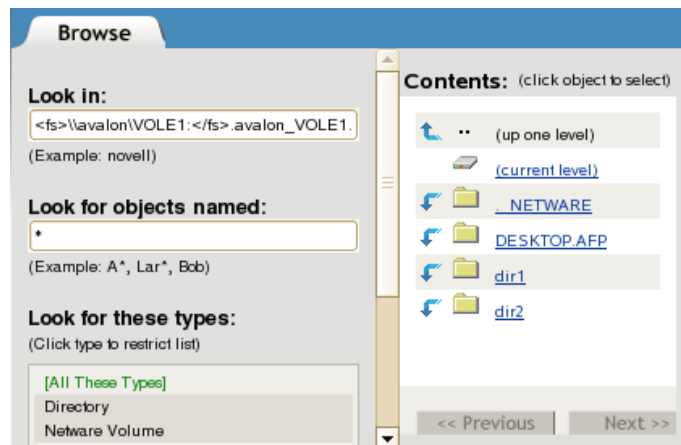 Browse
Look in:
<fs>\\avalon\VOLE1:</fs>.avalon_VOLE1.
(Example: novell)
Look for objects named:
*
(Example: A*, Lar*, Bob)
Look for these types:
(Click type to restrict list)
[All These Types]
Directory
Netware Volume
Contents: (click object to select)
.. (up one level)
(current level)
._NETWARE
DESKTOP.AFP
dir1
dir2
<< Previous Next >>